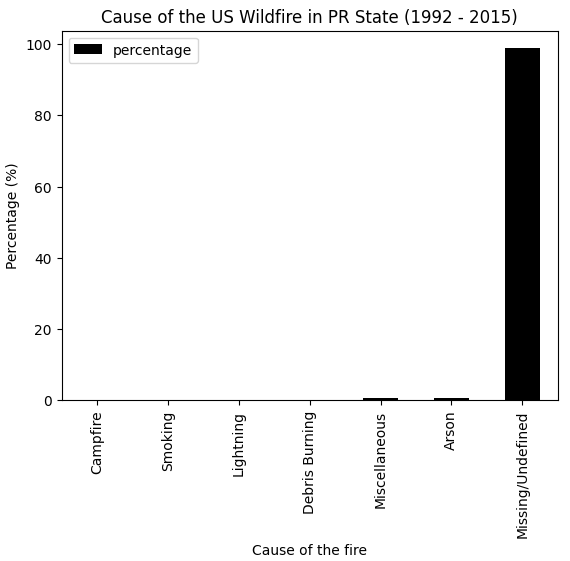 Cause of the US Wildfire in PR State (1992 - 2015)
percentage
Percentage (%)
100
80
60
40
20
0
Campfire
Smoking
Lightning
Debris Burning
Miscellaneous
Arson
Missing/Undefined
Cause of the fire